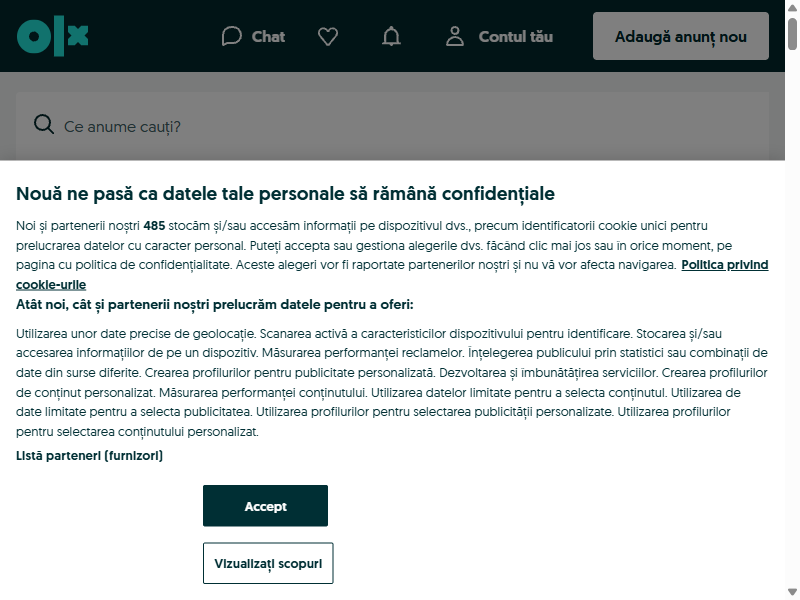 olx
Chat
Contul tău
Adaugă anunț nou
Ce anume cauți?
Nouă ne pasă ca datele tale personale să rămână confidențiale
Noi și partenerii noștri 485 stocăm și/sau accesăm informații pe dispozitivul dvs., precum identificatorii cookie unici pentru
prelucrarea datelor cu caracter personal. Puteți accepta sau gestiona alegerile dvs. făcând clic mai jos sau în orice moment, pe
pagina cu politica de confidențialitate. Aceste alegeri vor fi raportate partenerilor noștri și nu vă vor afecta navigarea. Politica privind
cookie-urile
Atât noi, cât și partenerii noștri prelucrăm datele pentru a oferi:
Utilizarea unor date precise de geolocație. Scanarea activă a caracteristicilor dispozitivului pentru identificare. Stocarea și/sau
accesarea informațiilor de pe un dispozitiv. Măsurarea performanței reclamelor. Înțelegerea publicului prin statistici sau combinații de
date din surse diferite. Crearea profilurilor pentru publicitate personalizată. Dezvoltarea și îmbunătățirea serviciilor. Crearea profilurilor
de conținut personalizat. Măsurarea performanței conținutului. Utilizarea datelor limitate pentru a selecta conținutul. Utilizarea de
date limitate pentru a selecta publicitatea. Utilizarea profilurilor pentru selectarea publicității personalizate. Utilizarea profilurilor
pentru selectarea conținutului personalizat.
Listă parteneri (furnizori)
Accept
Vizualizați scopuri